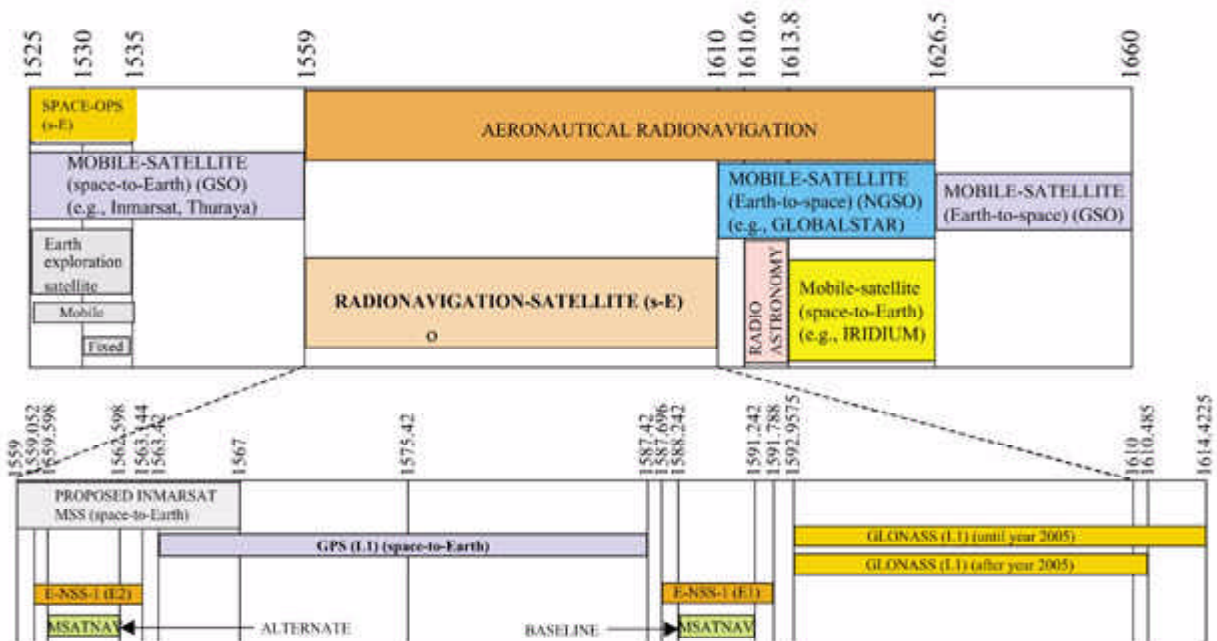 1525
1530
1535
1559
1610
1610.6
1613.8
1626.5
1660
SPACE-OPS
(s-E)
AERONAUTICAL RADIONAVIGATION
MOBILE-SATELLITE
(space-to-Earth) (GSO)
(e.g., Inmarsat, Thuraya)
MOBILE-SATELLITE
(Earth-to-space) (NGSO)
(e.g., GLOBALSTAR)
MOBILE-SATELLITE
(Earth-to-space) (GSO)
Earth
exploration
satellite
Mobile
Fixed
RADIONAVIGATION-SATELLITE (s-E)
o
RADIO
ASTRONOMY
Mobile-satellite
(space-to-Earth)
(e.g., IRIDIUM)
1559
1559.052
1559.598
1562.598
1563.144
1563.42
1567
1575.42
1587.42
1587.696
1588.242
1591.242
1591.788
1592.9575
1610
1610.485
1614.4225
PROPOSED INMARSAT
MSS (space-to-Earth)
GPS (L1) (space-to-Earth)
GLONASS (L1) (until year 2005)
GLONASS (L1) (after year 2005)
E-NSS-1 (E2)
E-NSS-1 (E1)
MSATNAV
ALTERNATE
BASELINE
MSATNAV